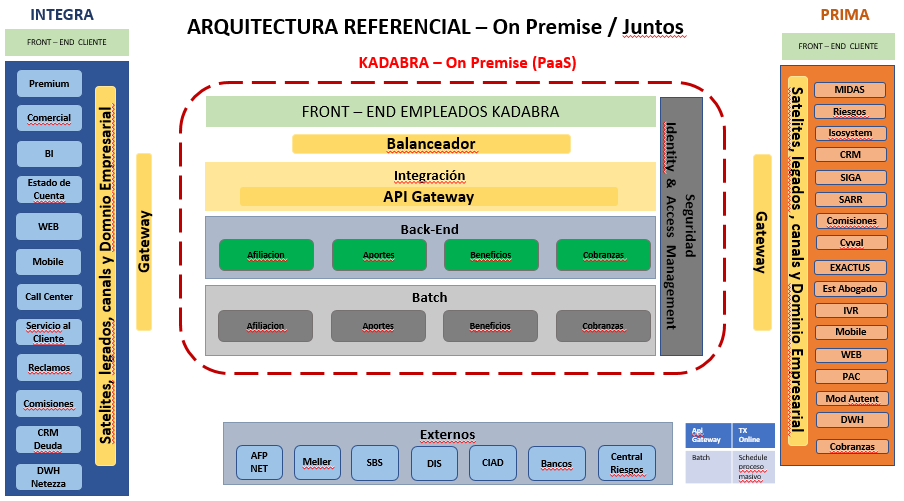 INTEGRA
FRONT – END CLIENTE
Premium
Comercial
BI
Estado de
Cuenta
WEB
Mobile
Call Center
Servicio al
Cliente
Reclamos
Comisiones
CRM
Deuda
DWH
Netezza
Satelites, legados, canals y Domnio Empresarial
Gateway
ARQUITECTURA REFERENCIAL – On Premise / Juntos
KADABRA – On Premise (PaaS)
FRONT – END EMPLEADOS KADABRA
Balanceador
Integración
API Gateway
Back-End
Afiliacion
Aportes
Beneficios
Cobranzas
Batch
Afiliacion
Aportes
Beneficios
Cobranzas
Seguridad
Identity & Access Management
Gateway
PRIMA
FRONT – END CLIENTE
Satelites, legados , canals y Dominio Empresarial
MIDAS
Riesgos
Isosystem
CRM
SIGA
SARR
Comisiones
Cyval
EXACTUS
Est Abogado
IVR
Mobile
WEB
PAC
Mod Autent
DWH
Cobranzas
Externos
AFP
NET
Meller
SBS
DIS
CIAD
Bancos
Central
Riesgos
Api
Gateway
TX
Online
Batch
Schedule
proceso
masivo